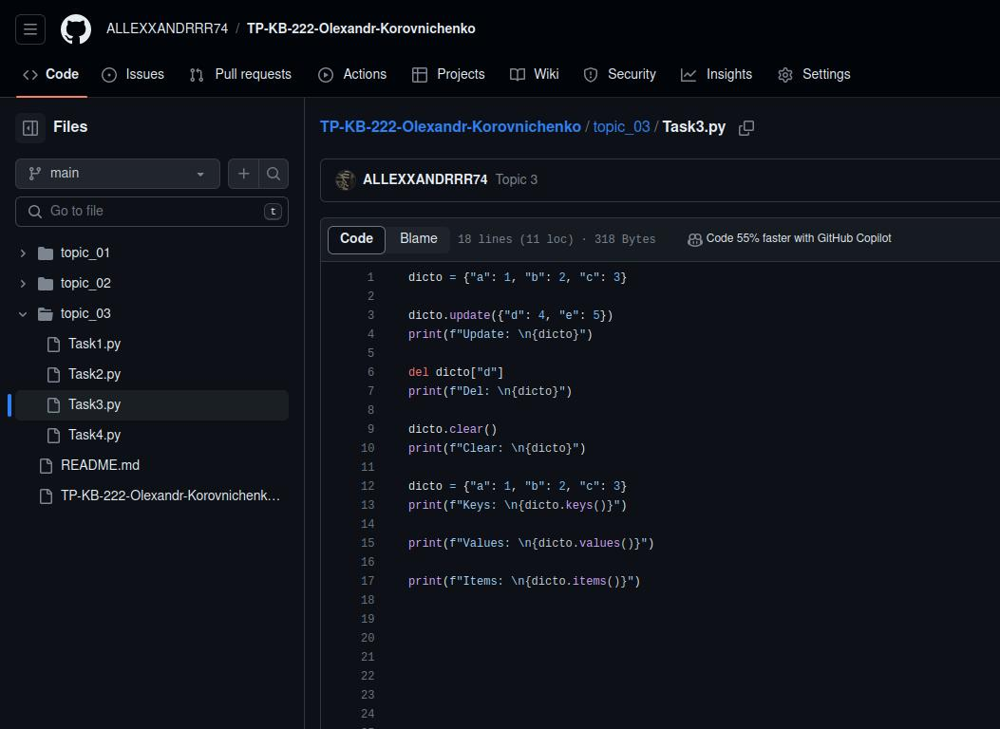 ALLEXXANDRRR74 / TP-KB-222-Olexandr-Korovnichenko
Code Issues Pull requests Actions Projects Wiki Security Insights Settings
Files
main
Go to file t
topic_01
topic_02
topic_03
Task1.py
Task2.py
Task3.py
Task4.py
README.md
TP-KB-222-Olexandr-Korovnichenk...
TP-KB-222-Olexandr-Korovnichenko / topic_03 / Task3.py
ALLEXXANDRRR74 Topic 3
Code Blame 18 lines (11 loc) · 318 Bytes Code 55% faster with GitHub Copilot
1 dicto = {"a": 1, "b": 2, "c": 3}
2
3 dicto.update({"d": 4, "e": 5})
4 print(f"Update: \n{dicto}")
5
6 del dicto["d"]
7 print(f"Del: \n{dicto}")
8
9 dicto.clear()
10 print(f"Clear: \n{dicto}")
11
12 dicto = {"a": 1, "b": 2, "c": 3}
13 print(f"Keys: \n{dicto.keys()}")
14
15 print(f"Values: \n{dicto.values()}")
16
17 print(f"Items: \n{dicto.items()}")
18
19
20
21
22
23
24